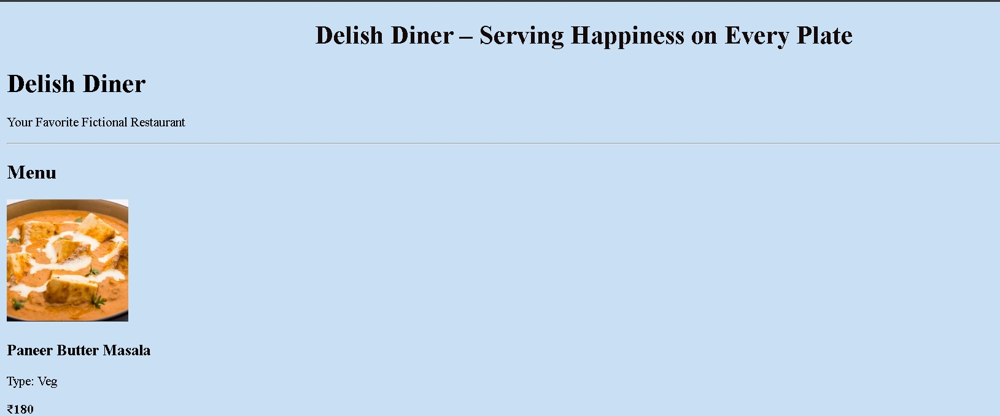 Delish Diner – Serving Happiness on Every Plate
Delish Diner
Your Favorite Fictional Restaurant
Menu
Paneer Butter Masala
Type: Veg
₹180